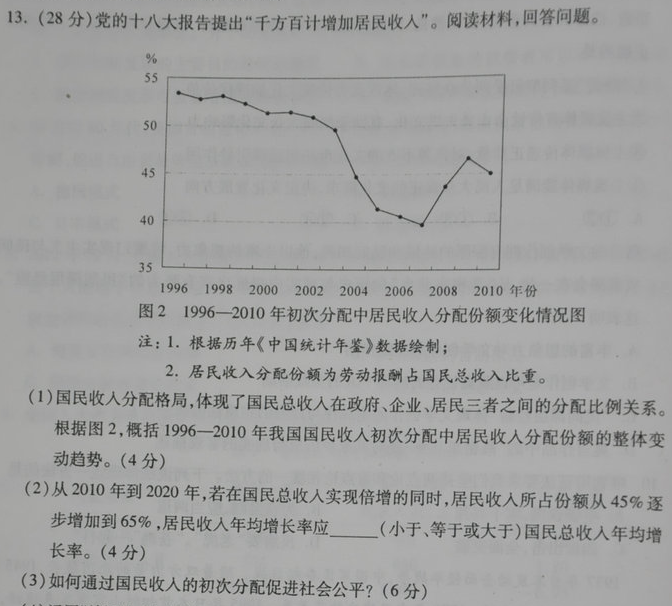 13. (28分)党的十八大报告提出“千方百计增加居民收入”。阅读材料,回答问题。
%
55
50
45
40
35
1996 1998 2000 2002 2004 2006 2008 2010 年份
图2 1996—2010年初次分配中居民收入分配份额变化情况图
注:1. 根据历年《中国统计年鉴》数据绘制;
2. 居民收入分配份额为劳动报酬占国民总收入比重。
(1)国民收入分配格局,体现了国民总收入在政府、企业、居民三者之间的分配比例关系。
根据图2,概括1996—2010年我国国民收入初次分配中居民收入分配份额的整体变
动趋势。(4分)
(2)从2010年到2020年,若在国民总收入实现倍增的同时,居民收入所占份额从45%逐
步增加到65%,居民收入年均增长率应______(小于、等于或大于)国民总收入年均增
长率。(4分)
(3)如何通过国民收入的初次分配促进社会公平?(6分)